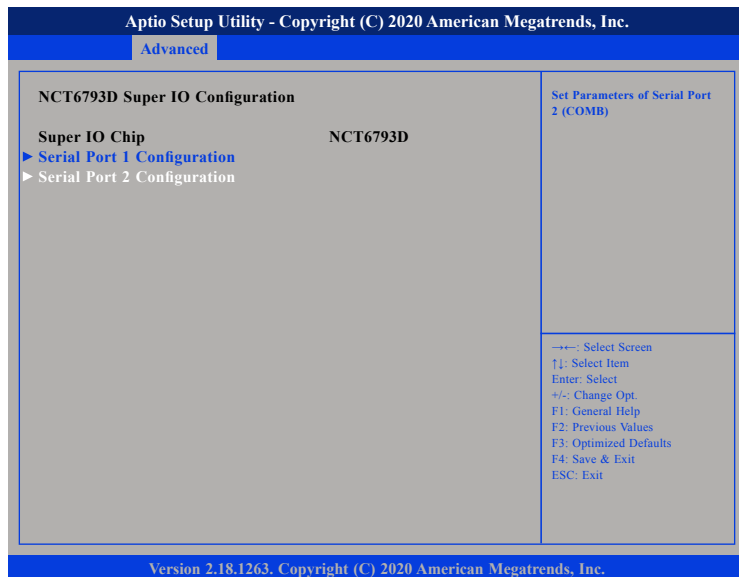 Aptio Setup Utility - Copyright (C) 2020 American Megatrends, Inc.
Advanced
NCT6793D Super IO Configuration
Super IO Chip NCT6793D
► Serial Port 1 Configuration
► Serial Port 2 Configuration
Set Parameters of Serial Port
2 (COMB)
→←: Select Screen
↑↓: Select Item
Enter: Select
+/-: Change Opt.
F1: General Help
F2: Previous Values
F3: Optimized Defaults
F4: Save & Exit
ESC: Exit
Version 2.18.1263. Copyright (C) 2020 American Megatrends, Inc.